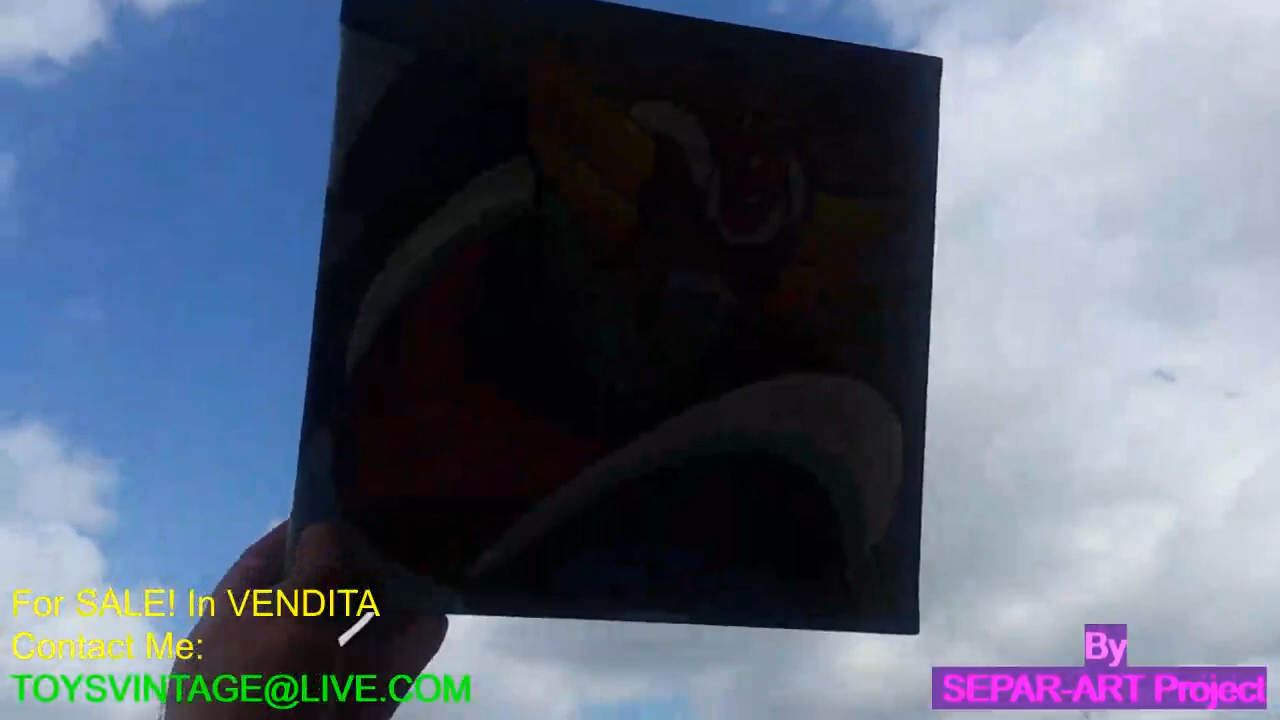 For SALE! In VENDITA
Contact Me:
TOYSVINTAGE@LIVE.COM
By
SEPAR-ART Project